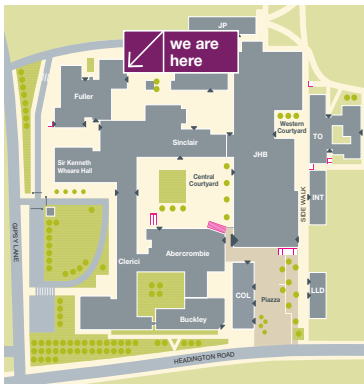 JP
we are
here
Fuller
Western
Courtyard
TO
Sinclair
JHB
Sir Kenneth
Wheare Hall
Central
Courtyard
SIDE WALK
INT
GIPSY LANE
Abercrombie
Clerici
COL
Piazza
LLD
Buckley
HEADINGTON ROAD